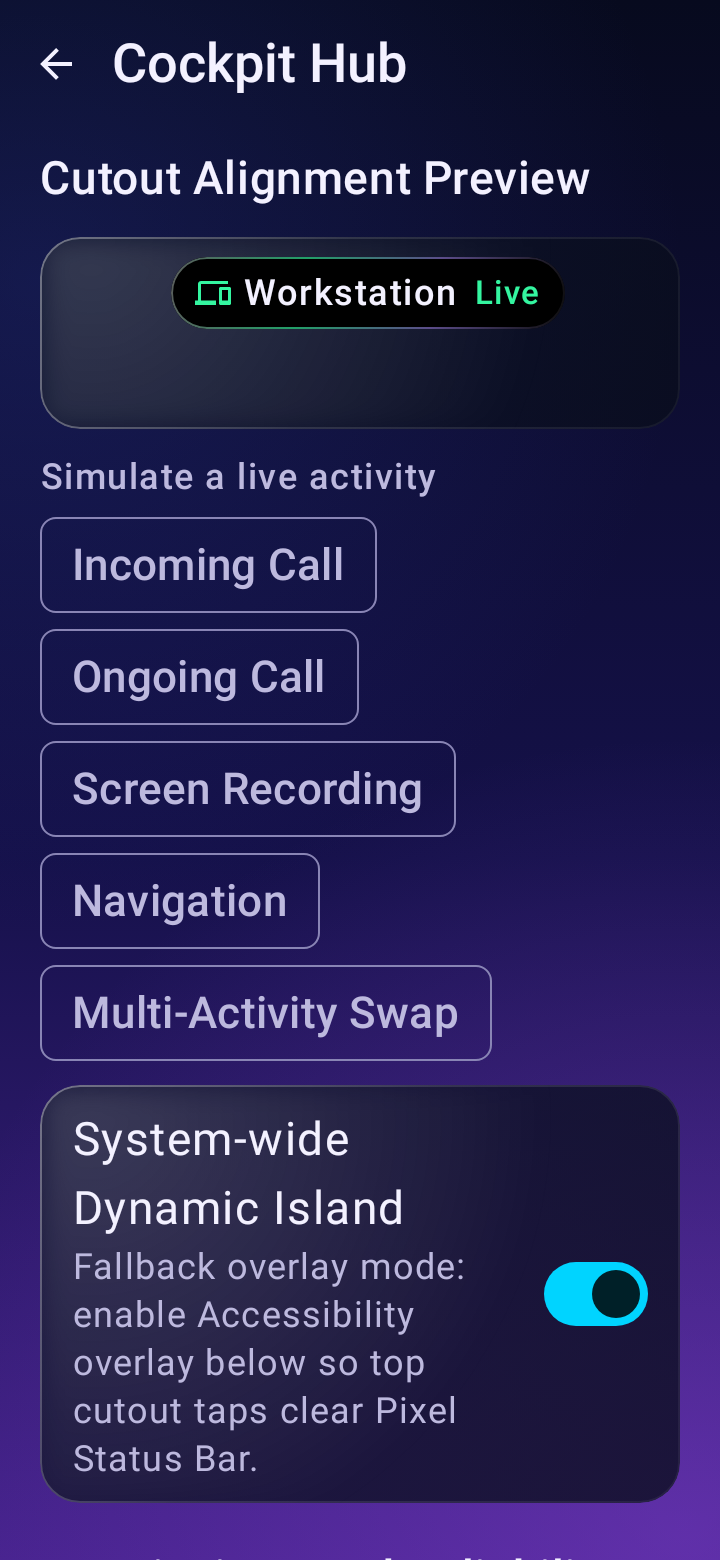 Cockpit Hub
Cutout Alignment Preview
Workstation Live
Simulate a live activity
Incoming Call
Ongoing Call
Screen Recording
Navigation
Multi-Activity Swap
System-wide
Dynamic Island
Fallback overlay mode:
enable Accessibility
overlay below so top
cutout taps clear Pixel
Status Bar.